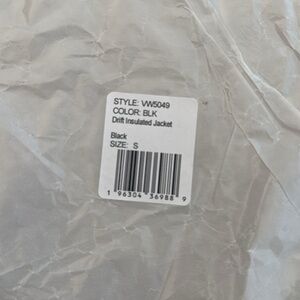 STYLE: VW5049
COLOR: BLK
Drift Insulated Jacket
Black
SIZE: S
1 96304 36988 9